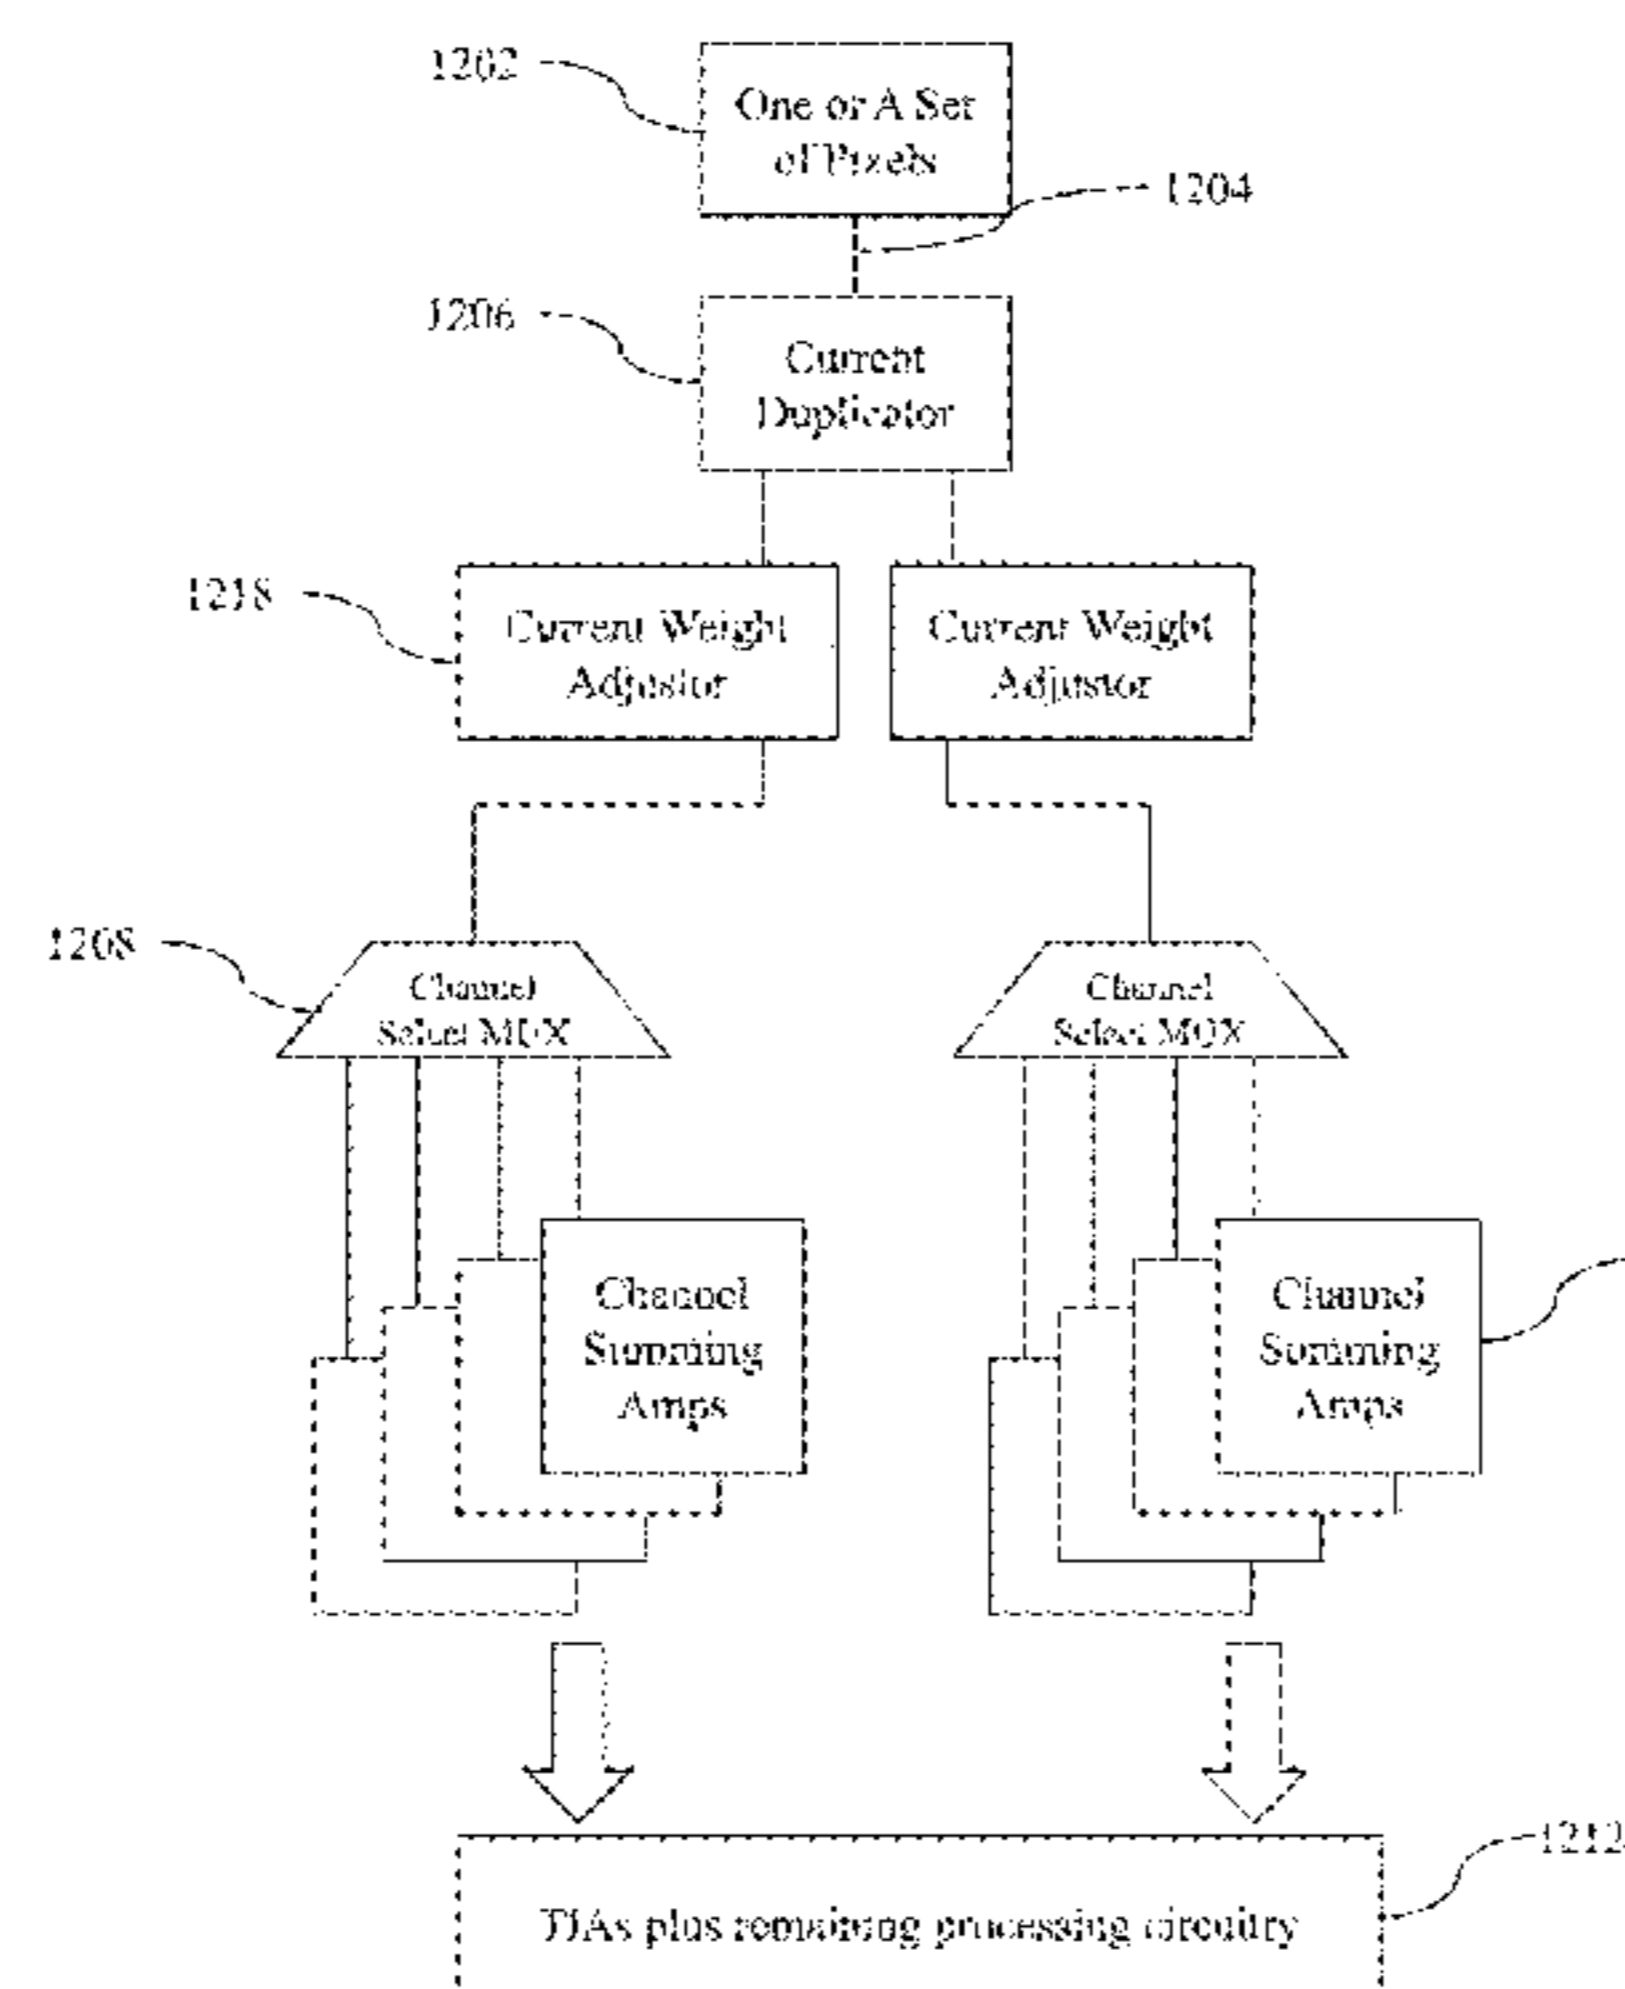 1202
One or A Set
of Pixels
1204
1206
Current
Duplicator
1218
Current Weight
Adjustor
Current Weight
Adjustor
1208
Channel
Select MUX
Channel
Select MUX
Channel
Summing
Amps
Channel
Summing
Amps
1212
TIAs plus remaining processing circuitry